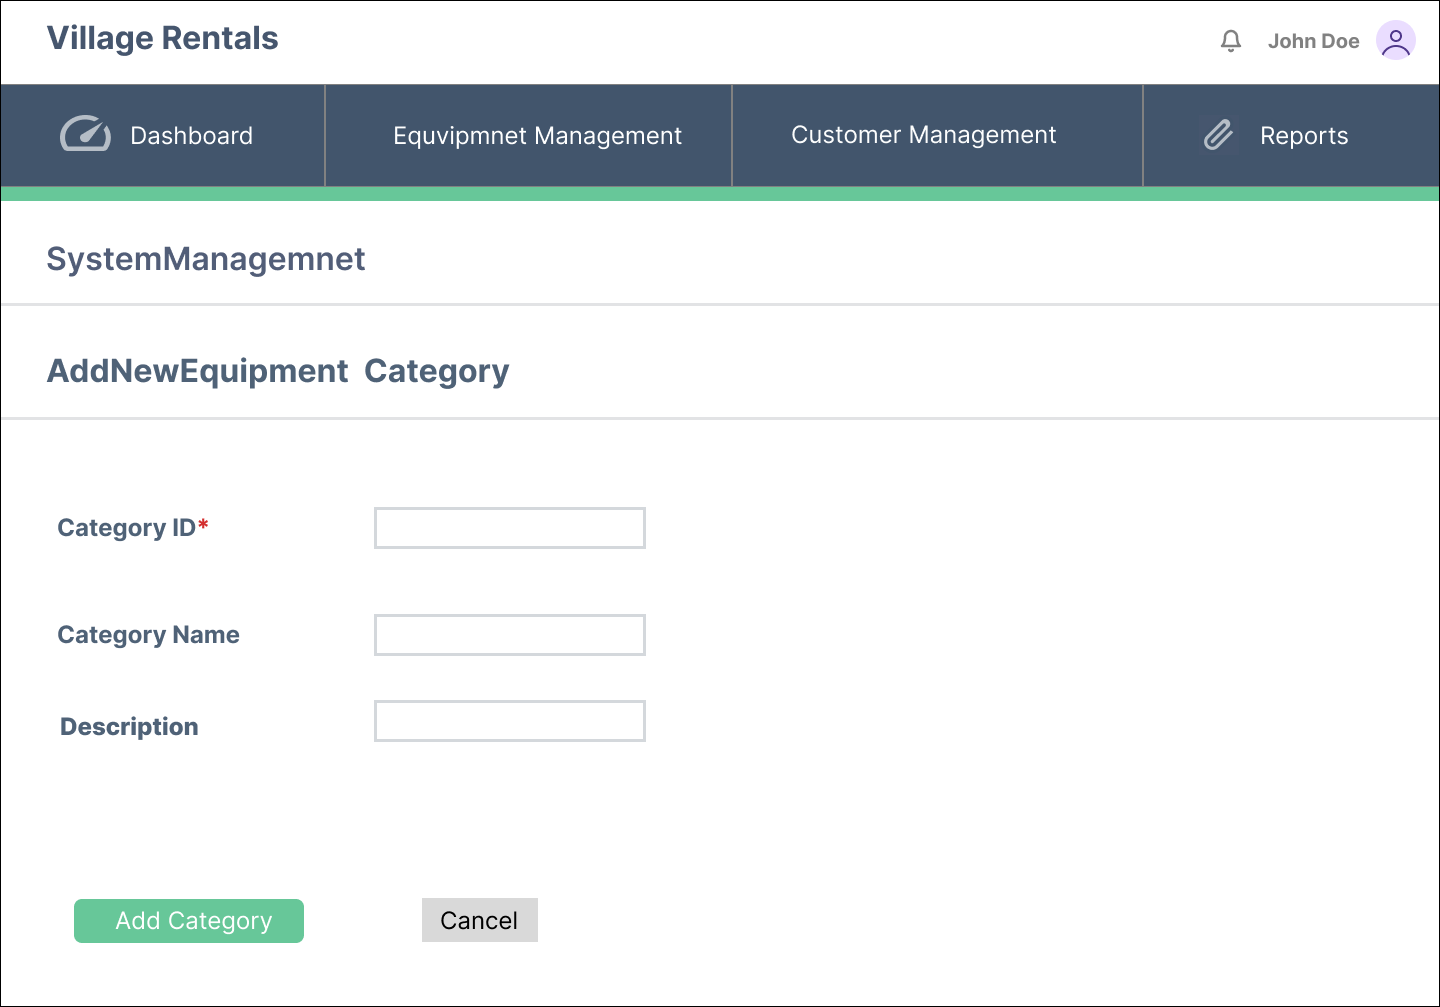 Village Rentals
John Doe
Dashboard
Equvipmnet Management
Customer Management
Reports
SystemManagemnet
AddNewEquipment Category
Category ID*
Category Name
Description
Add Category
Cancel